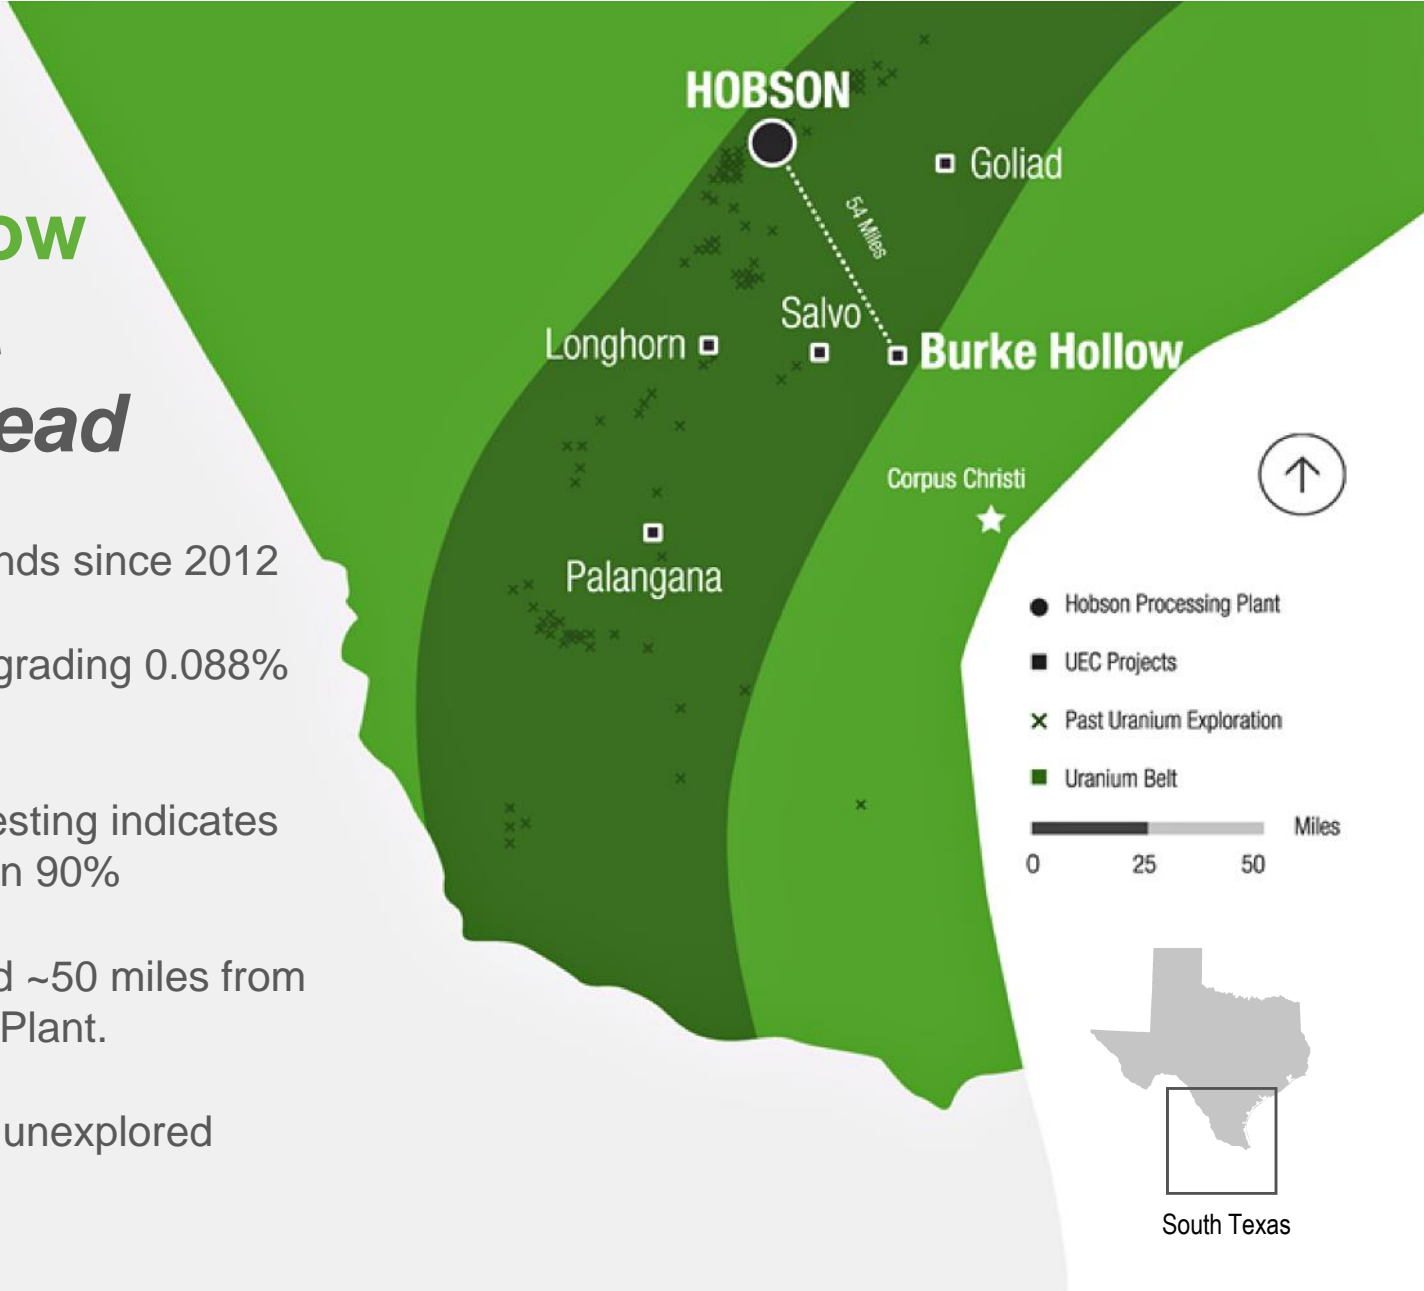 ow
ead
nds since 2012
grading 0.088%
esting indicates
n 90%
d ~50 miles from
Plant.
unexplored
HOBSON
Goliad
54 Miles
Salvo
Longhorn
Burke Hollow
Corpus Christi
Palangana
Hobson Processing Plant
UEC Projects
Past Uranium Exploration
Uranium Belt
Miles
0 25 50
South Texas